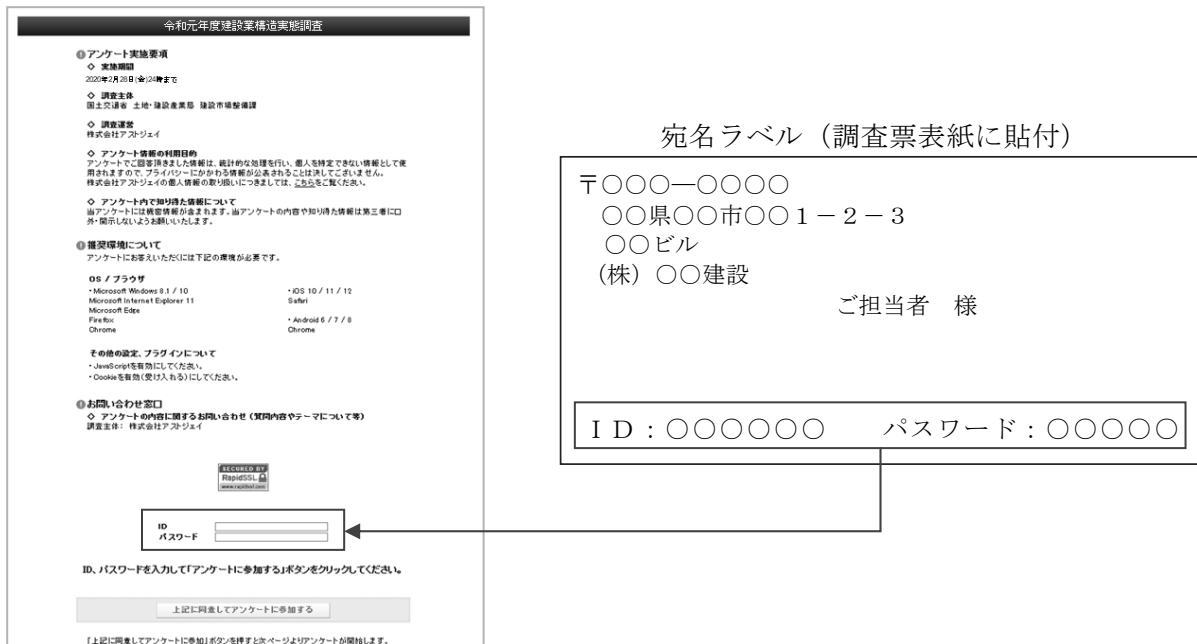 令和元年度建設業構造実態調査
アンケート実施要項
◇ 実施期間
2020年2月28日(金)24時まで
◇ 調査主体
国土交通省 土地・建設産業局 建設市場整備課
◇ 調査運営
株式会社アストジェイ
◇ アンケート情報の利用目的
アンケートでご回答頂きました情報は、統計的な処理を行い、個人を特定できない情報として使
用されますので、プライバシーにかかわる情報が公表されることは決してございません。
株式会社アストジェイの個人情報の取り扱いにつきましては、こちらをご覧ください。
◇ アンケート内で知り得た情報について
当アンケートには機密情報が含まれます。当アンケートの内容や知り得た情報は第三者に口
外・開示しないようお願いいたします。
推奨環境について
アンケートにお答えいただくには下記の環境が必要です。
OS / ブラウザ
・Microsoft Windows 8.1 / 10
Microsoft Internet Explorer 11
Microsoft Edge
Firefox
Chrome
・iOS 10 / 11 / 12
Safari
・Android 6 / 7 / 8
Chrome
その他の設定、プラグインについて
・JavaScriptを有効にしてください。
・Cookieを有効(受け入れる)にしてください。
お問い合わせ窓口
◇ アンケートの内容に関するお問い合わせ(質問内容やテーマについて等)
調査主体: 株式会社アストジェイ
SECURED BY
RapidSSL
www.rapidssl.com
ID
パスワード
ID、パスワードを入力して「アンケートに参加する」ボタンをクリックしてください。
上記に同意してアンケートに参加する
「上記に同意してアンケートに参加」ボタンを押すと次ページよりアンケートが開始します。
宛名ラベル(調査票表紙に貼付)
〒○○○―○○○○
○○県○○市○○1-2-3
○○ビル
(株)○○建設
ご担当者 様
ID:○○○○○○ パスワード:○○○○○